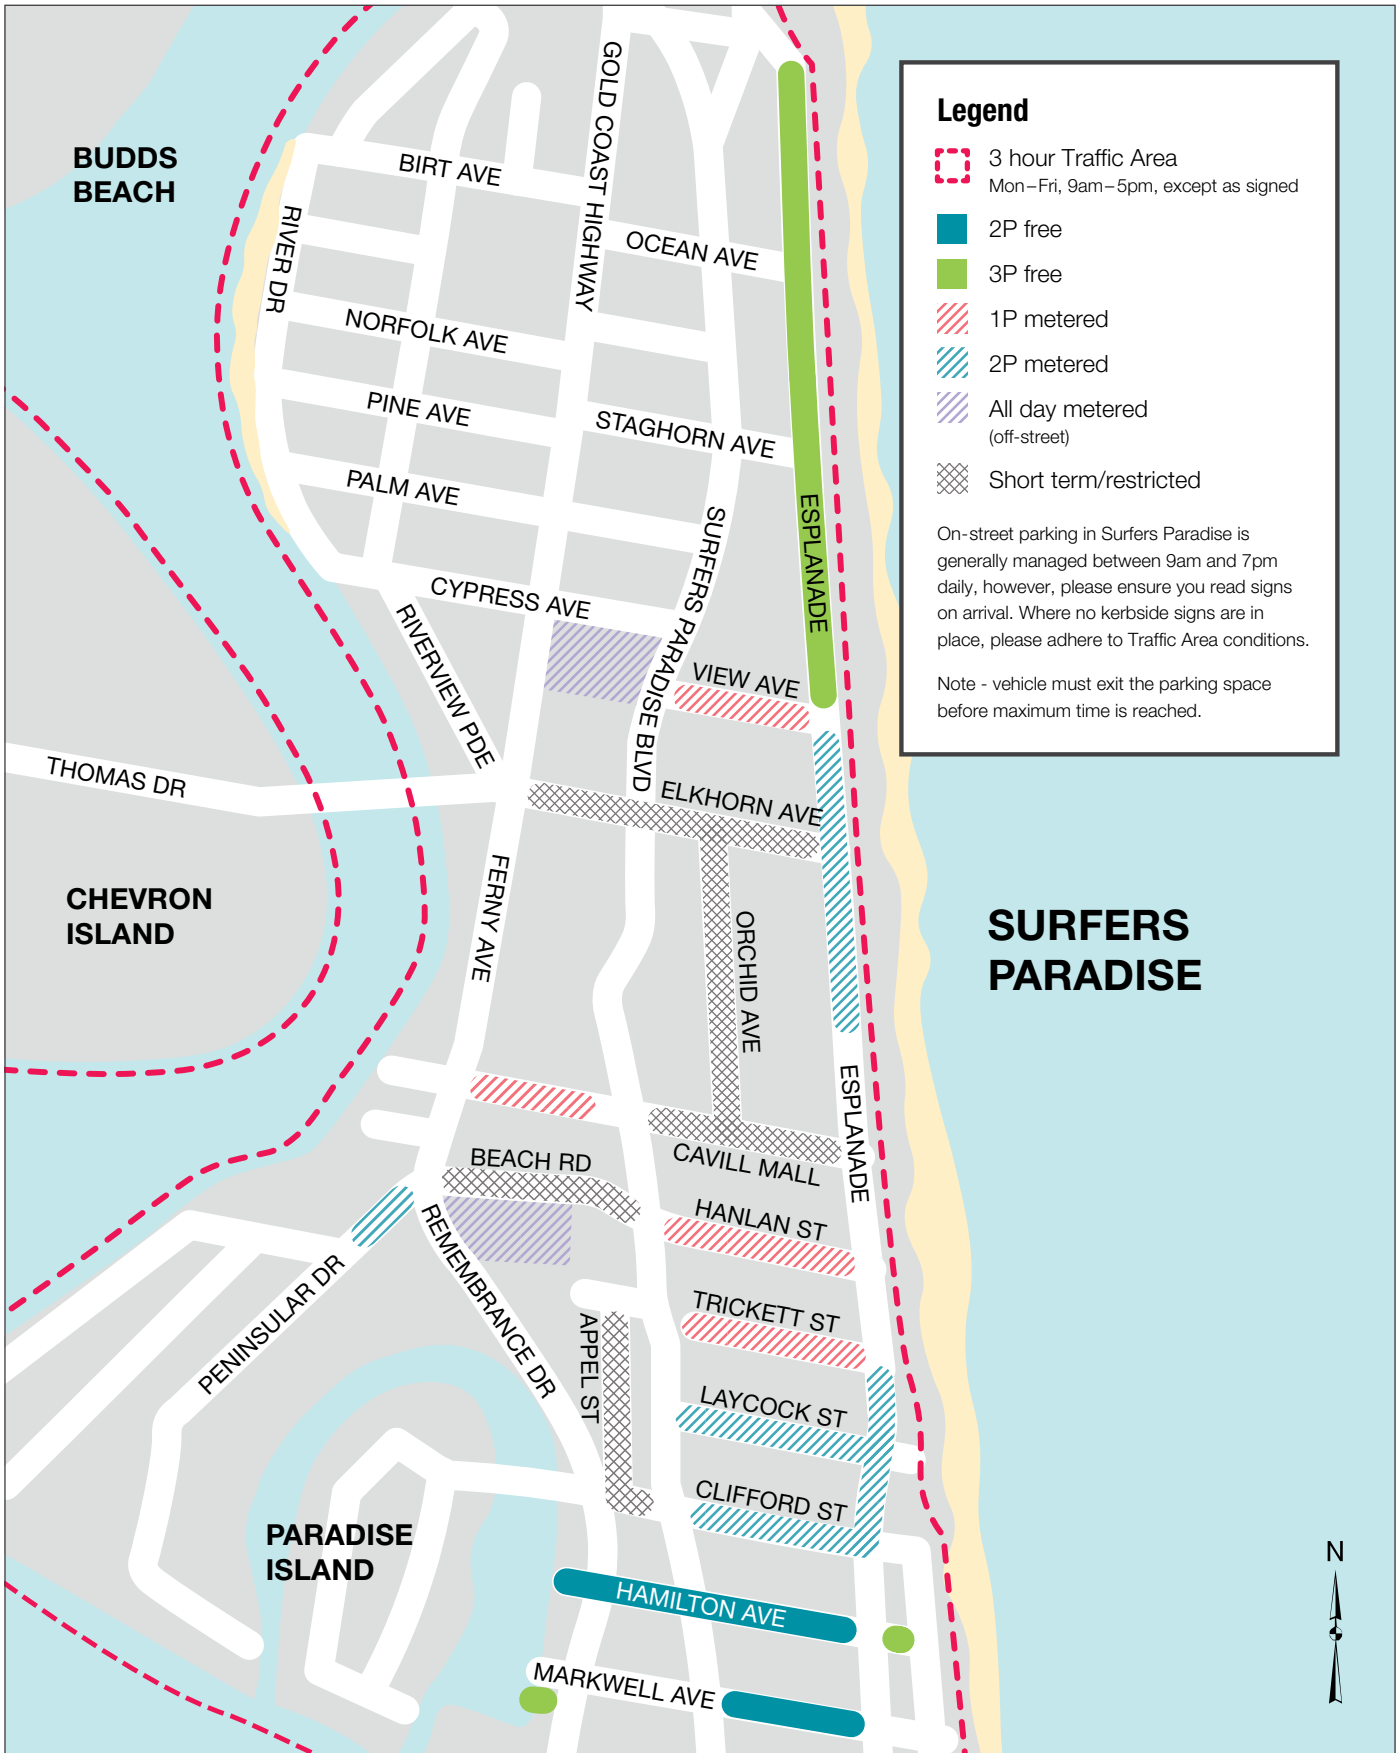 BUDDS
BEACH
BIRT AVE
GOLD COAST HIGHWAY
RIVER DR
OCEAN AVE
NORFOLK AVE
PINE AVE
STAGHORN AVE
PALM AVE
ESPLANADE
SURFERS PARADISE BLVD
CYPRESS AVE
RIVERVIEW PDE
VIEW AVE
THOMAS DR
ELKHORN AVE
FERNY AVE
CHEVRON
ISLAND
ORCHID AVE
SURFERS
PARADISE
ESPLANADE
BEACH RD
CAVILL MALL
HANLAN ST
REMEMBRANCE DR
PENINSULAR DR
TRICKETT ST
APPEL ST
LAYCOCK ST
CLIFFORD ST
PARADISE
ISLAND
HAMILTON AVE
MARKWELL AVE
Legend
3 hour Traffic Area
Mon–Fri, 9am–5pm, except as signed
2P free
3P free
1P metered
2P metered
All day metered
(off-street)
Short term/restricted
On-street parking in Surfers Paradise is
generally managed between 9am and 7pm
daily, however, please ensure you read signs
on arrival. Where no kerbside signs are in
place, please adhere to Traffic Area conditions.
Note - vehicle must exit the parking space
before maximum time is reached.
N